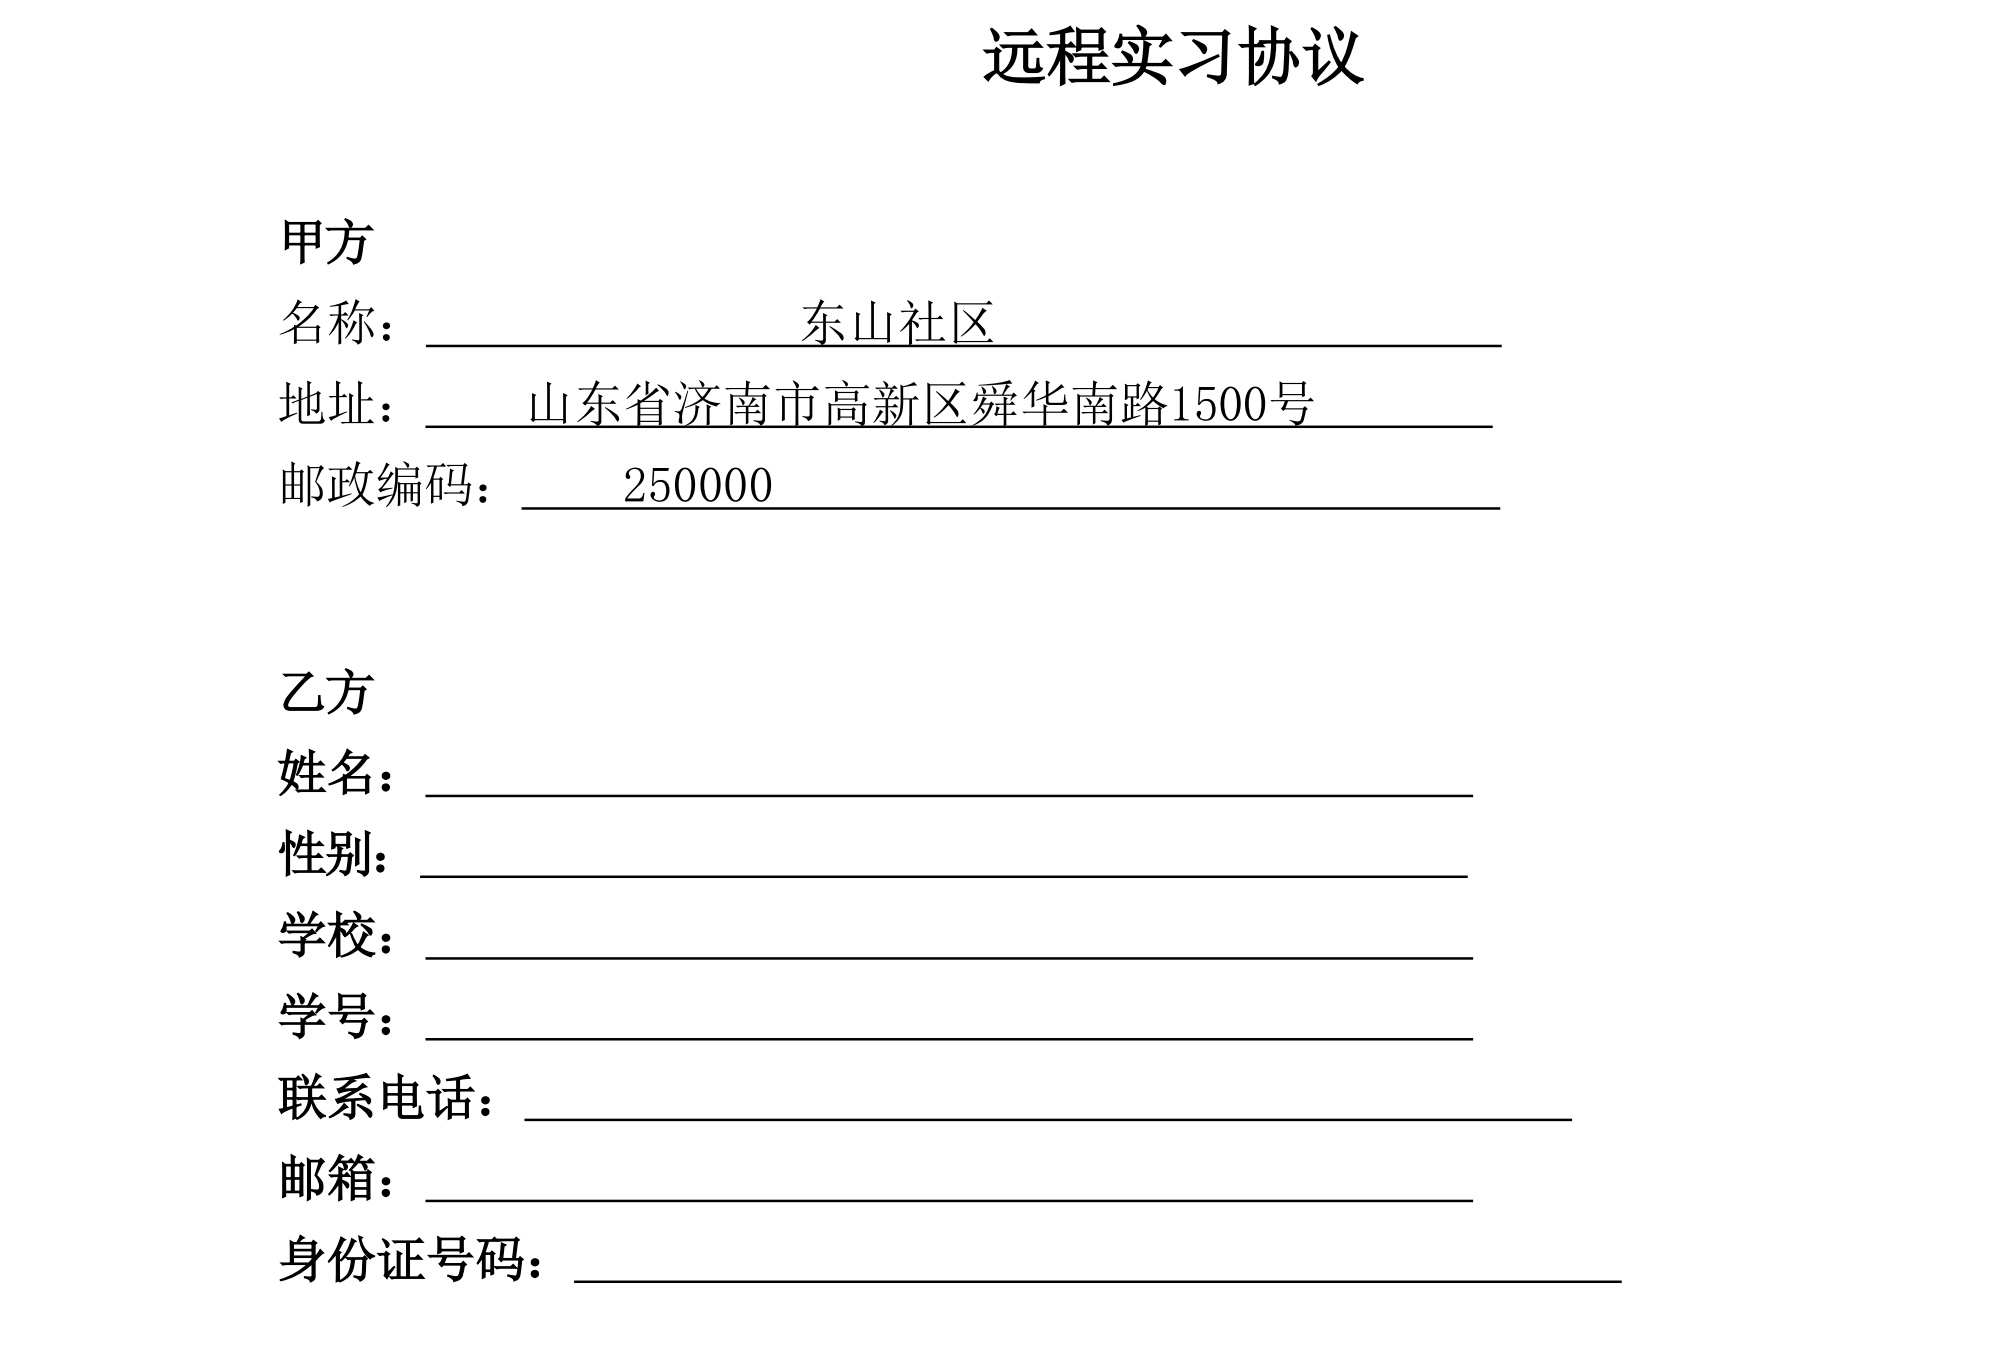 远程实习协议
甲方
名称：东山社区
地址：山东省济南市高新区舜华南路1500号
邮政编码：250000
乙方
姓名：
性别：
学校：
学号：
联系电话：
邮箱：
身份证号码：